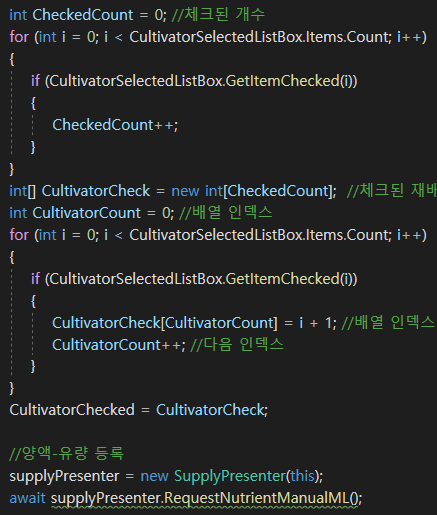 int CheckedCount = 0; //체크된 개수
for (int i = 0; i < CultivatorSelectedListBox.Items.Count; i++)
{
if (CultivatorSelectedListBox.GetItemChecked(i))
{
CheckedCount++;
}
}
int[] CultivatorCheck = new int[CheckedCount]; //체크된 재배
int CultivatorCount = 0; //배열 인덱스
for (int i = 0; i < CultivatorSelectedListBox.Items.Count; i++)
{
if (CultivatorSelectedListBox.GetItemChecked(i))
{
CultivatorCheck[CultivatorCount] = i + 1; //배열 인덱스
CultivatorCount++; //다음 인덱스
}
}
CultivatorChecked = CultivatorCheck;
//양액-유량 등록
supplyPresenter = new SupplyPresenter(this);
await supplyPresenter.RequestNutrientManualML();